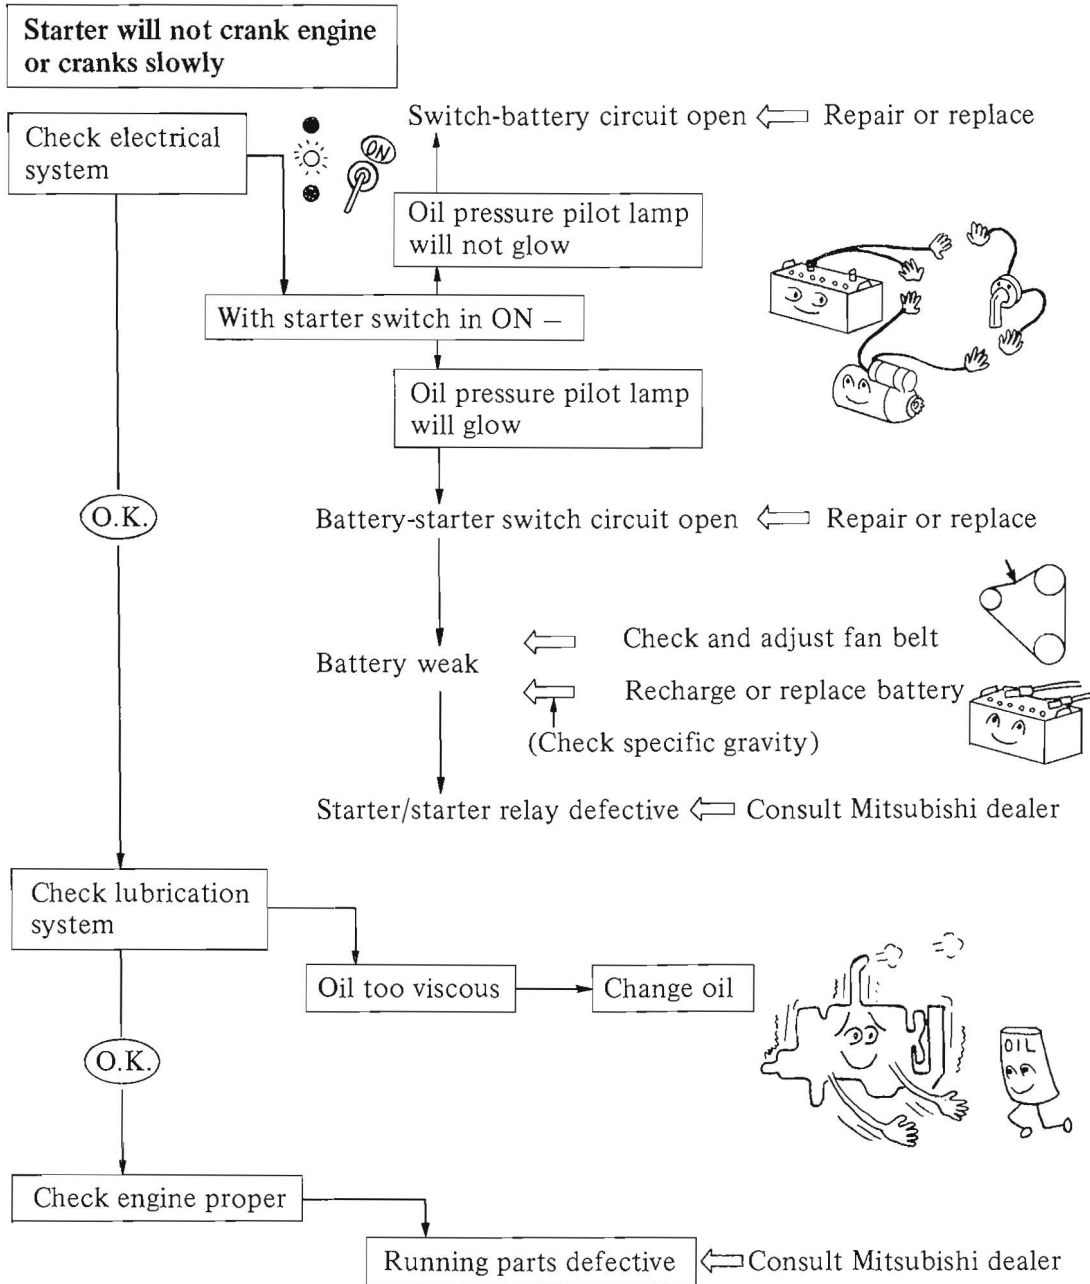 Starter will not crank engine
or cranks slowly
Check electrical
system
ON
Switch-battery circuit open
Repair or replace
Oil pressure pilot lamp
will not glow
With starter switch in ON –
Oil pressure pilot lamp
will glow
O.K.
Battery-starter switch circuit open
Repair or replace
Check and adjust fan belt
Battery weak
Recharge or replace battery
(Check specific gravity)
Starter/starter relay defective
Consult Mitsubishi dealer
Check lubrication
system
Oil too viscous
Change oil
OIL
O.K.
Check engine proper
Running parts defective
Consult Mitsubishi dealer